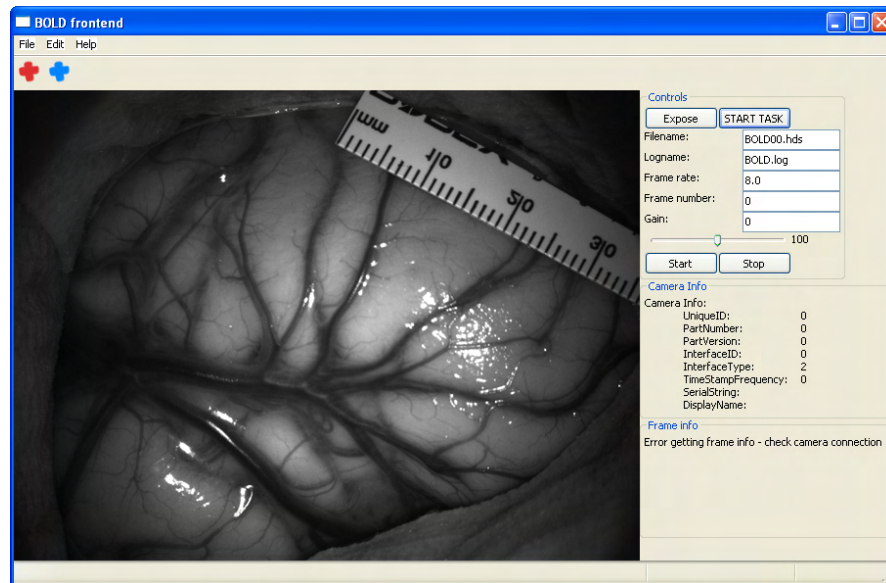 BOLD frontend
File Edit Help
mm
10
20
30
Controls
Expose START TASK
Filename: BOLD00.hds
Logname: BOLD.log
Frame rate: 8.0
Frame number: 0
Gain: 0
100
Start Stop
Camera Info
Camera Info:
UniqueID: 0
PartNumber: 0
PartVersion: 0
InterfaceID: 0
InterfaceType: 2
TimeStampFrequency: 0
SerialString:
DisplayName:
Frame info
Error getting frame info - check camera connection